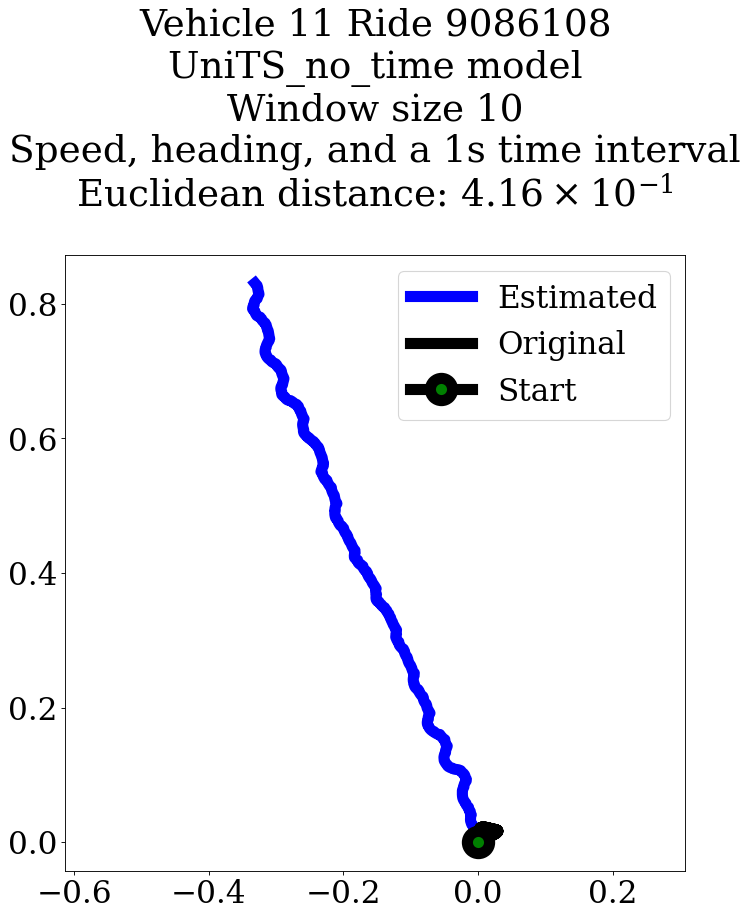 Vehicle 11 Ride 9086108
UniTS_no_time model
Window size 10
Speed, heading, and a 1s time interval
Euclidean distance: 4.16 × 10⁻¹
Estimated
Original
Start
0.8
0.6
0.4
0.2
0.0
−0.6 −0.4 −0.2 0.0 0.2